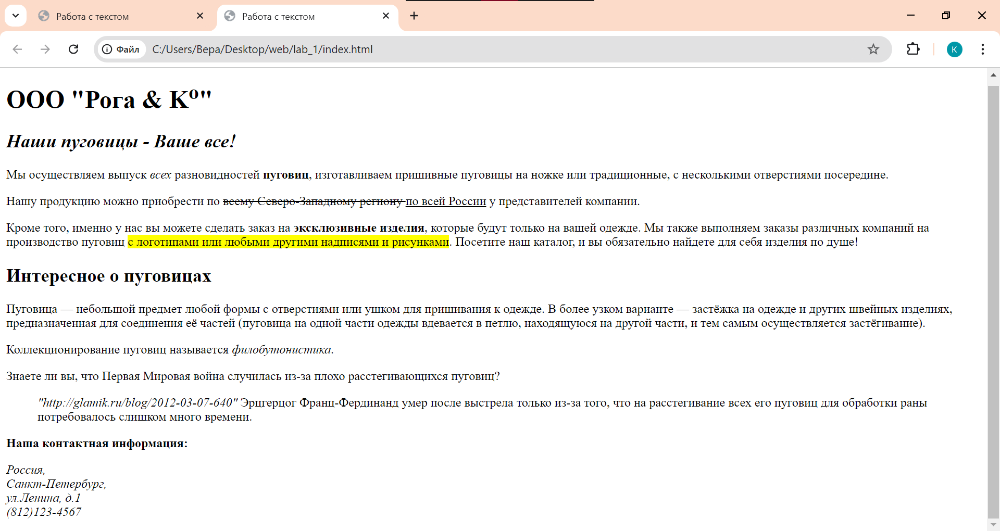 Работа с текстом
Работа с текстом
Файл
C:/Users/Вера/Desktop/web/lab_1/index.html
K
ООО "Рога & Kº"
Наши пуговицы - Ваше все!
Мы осуществляем выпуск всех разновидностей пуговиц, изготавливаем пришивные пуговицы на ножке или традиционные, с несколькими отверстиями посередине.
Нашу продукцию можно приобрести по всему Северо-Западному региону по всей России у представителей компании.
Кроме того, именно у нас вы можете сделать заказ на эксклюзивные изделия, которые будут только на вашей одежде. Мы также выполняем заказы различных компаний на
производство пуговиц с логотипами или любыми другими надписями и рисунками. Посетите наш каталог, и вы обязательно найдете для себя изделия по душе!
Интересное о пуговицах
Пуговица — небольшой предмет любой формы с отверстиями или ушком для пришивания к одежде. В более узком варианте — застёжка на одежде и других швейных изделиях,
предназначенная для соединения её частей (пуговица на одной части одежды вдевается в петлю, находящуюся на другой части, и тем самым осуществляется застёгивание).
Коллекционирование пуговиц называется филобутонистика.
Знаете ли вы, что Первая Мировая война случилась из-за плохо расстегивающихся пуговиц?
"http://glamik.ru/blog/2012-03-07-640" Эрцгерцог Франц-Фердинанд умер после выстрела только из-за того, что на расстегивание всех его пуговиц для обработки раны
потребовалось слишком много времени.
Наша контактная информация:
Россия,
Санкт-Петербург,
ул.Ленина, д.1
(812)123-4567